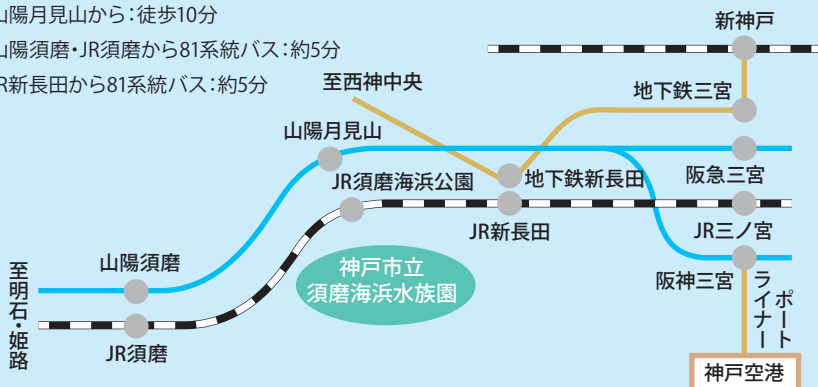 山陽月見山から：徒歩10分
山陽須磨・JR須磨から81系統バス：約5分
JR新長田から81系統バス：約5分
至西神中央
新神戸
地下鉄三宮
山陽月見山
JR須磨海浜公園
地下鉄新長田
阪急三宮
JR新長田
JR三ノ宮
神戸市立
須磨海浜水族園
山陽須磨
至明石・姫路
JR須磨
阪神三宮
ポート
ライナー
神戸空港